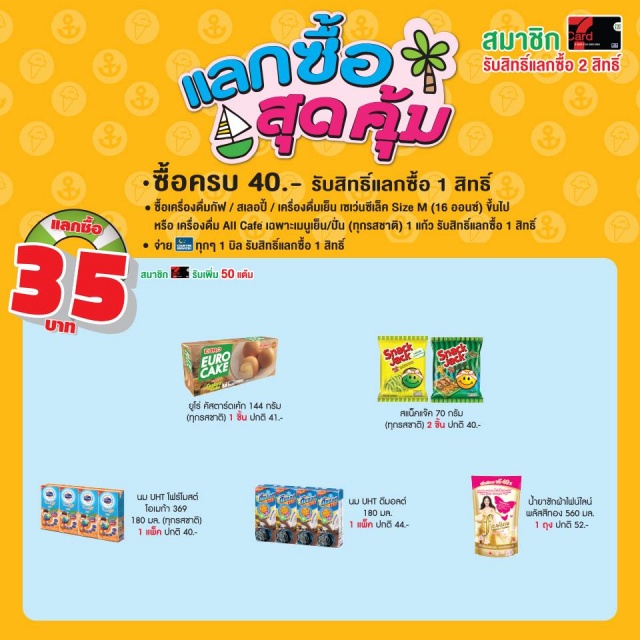 สมาชิก 7 Card
รับสิทธิ์แลกซื้อ 2 สิทธิ์
แลกซื้อ
สุดคุ้ม
• ซื้อครบ 40.- รับสิทธิ์แลกซื้อ 1 สิทธิ์
• ซื้อเครื่องดื่มกัฟ / สเลอปี้ / เครื่องดื่มเย็น เซเว่นซีเล็ค Size M (16 ออนซ์) ขึ้นไป
หรือ เครื่องดื่ม All Cafe เฉพาะเมนูเย็น/ปั่น (ทุกรสชาติ) 1 แก้ว รับสิทธิ์แลกซื้อ 1 สิทธิ์
• จ่าย ทุกๆ 1 บิล รับสิทธิ์แลกซื้อ 1 สิทธิ์
แลกซื้อ
35
บาท
สมาชิก รับเพิ่ม 50 แต้ม
EURO
EURO
CAKE
ยูโร่ คัสตาร์ดเค้ก 144 กรัม
(ทุกรสชาติ) 1 ชิ้น ปกติ 41.-
Snack Jack
Snack Jack
สแน็คแจ๊ค 70 กรัม
(ทุกรสชาติ) 2 ชิ้น ปกติ 40.-
นม UHT โฟร์โมสต์
โอเมก้า 369
180 มล. (ทุกรสชาติ)
1 แพ็ค ปกติ 40.-
นม UHT ดีมอลต์
180 มล.
1 แพ็ค ปกติ 44.-
น้ำยาซักผ้าไฟน์ไลน์
พลัสสีทอง 560 มล.
1 ถุง ปกติ 52.-